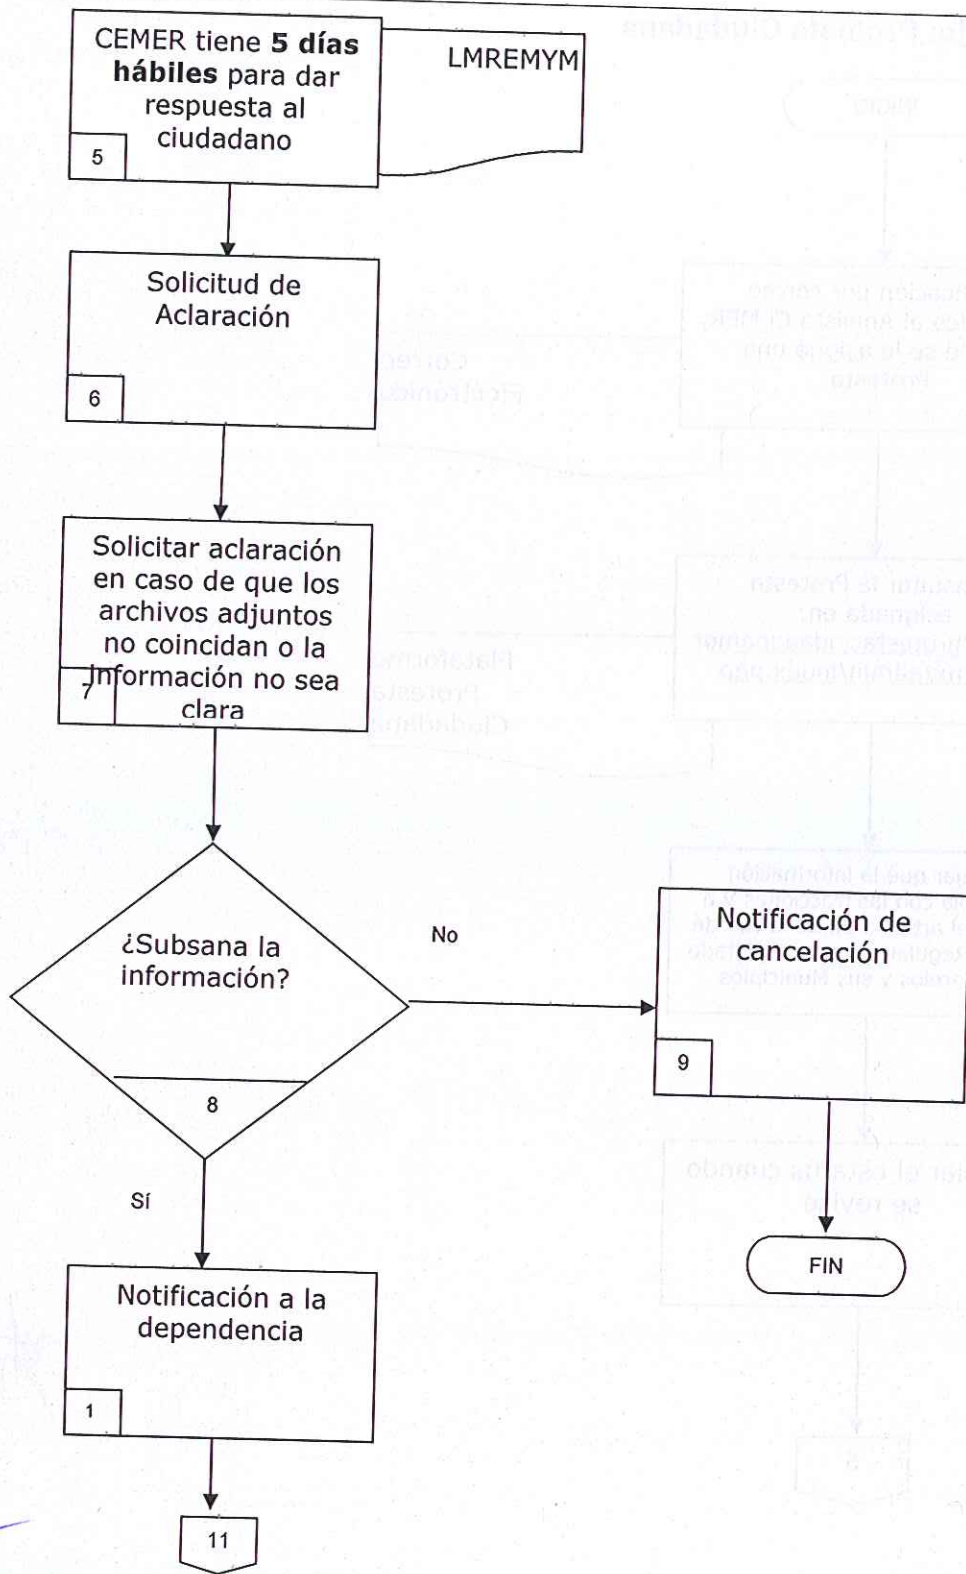 CEMER tiene 5 días
hábiles para dar
respuesta al
ciudadano
5
LMREMYM
Solicitud de
Aclaración
6
Solicitar aclaración
en caso de que los
archivos adjuntos
no coincidan o la
información no sea
clara
7
¿Subsana la
información?
8
No
Notificación de
cancelación
9
FIN
Sí
Notificación a la
dependencia
1
11